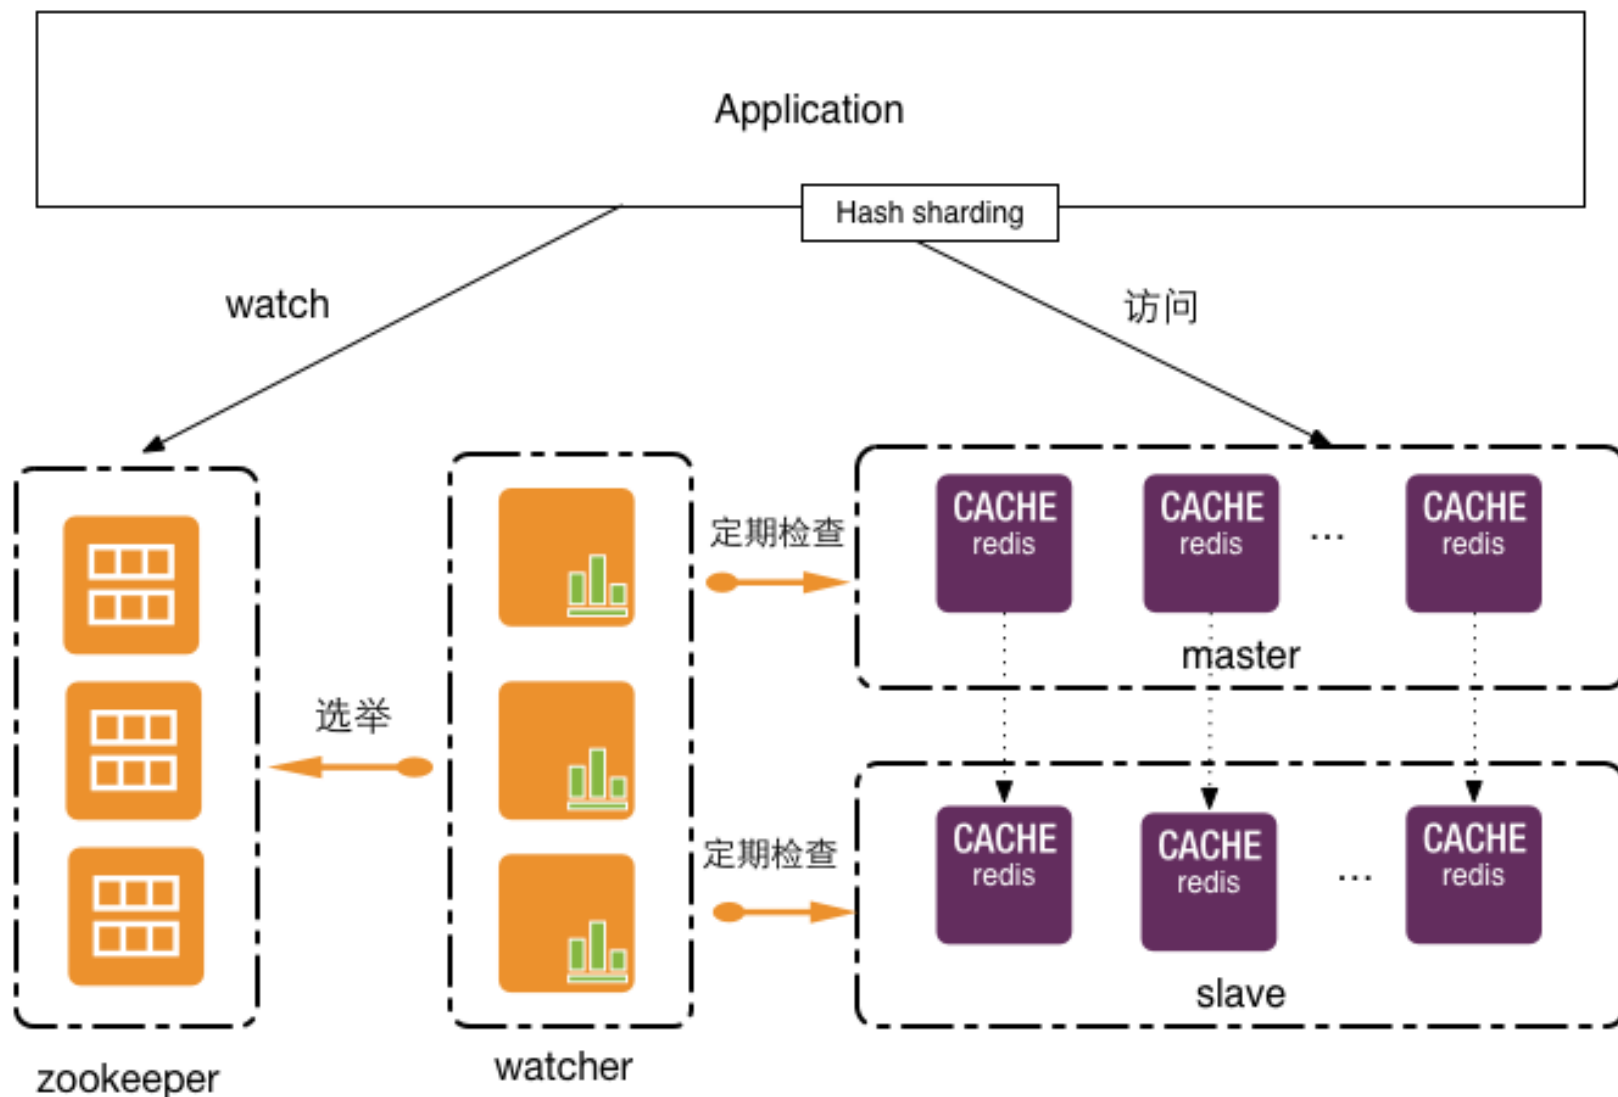 Application
Hash sharding
watch
访问
CACHE
redis
CACHE
redis
...
CACHE
redis
定期检查
master
选举
定期检查
CACHE
redis
CACHE
redis
...
CACHE
redis
slave
zookeeper
watcher